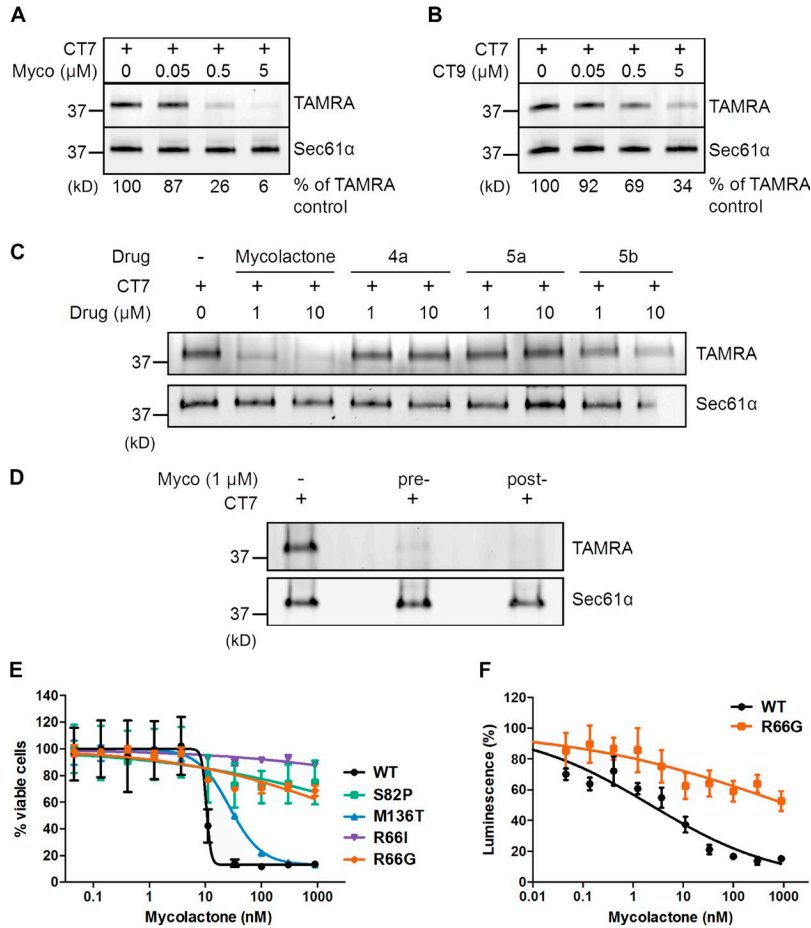 A
CT7 + + + +
Myco (µM) 0 0.05 0.5 5
37
TAMRA
37
Sec61α
(kD) 100 87 26 6 % of TAMRA
control
B
CT7 + + + +
CT9 (µM) 0 0.05 0.5 5
37
TAMRA
37
Sec61α
(kD) 100 92 69 34 % of TAMRA
control
C
Drug - Mycolactone 4a 5a 5b
CT7 + + + + + + + + +
Drug (µM) 0 1 10 1 10 1 10 1 10
37
TAMRA
37
Sec61α
(kD)
D
Myco (1 µM) - pre- post-
CT7 + + +
37
TAMRA
37
Sec61α
(kD)
E
% viable cells
140
120
100
80
60
40
20
0
0.1 1 10 100 1000
Mycolactone (nM)
WT
S82P
M136T
R66I
R66G
F
Luminescence (%)
120
100
80
60
40
20
0
0.01 0.1 1 10 100 1000
Mycolactone (nM)
WT
R66G